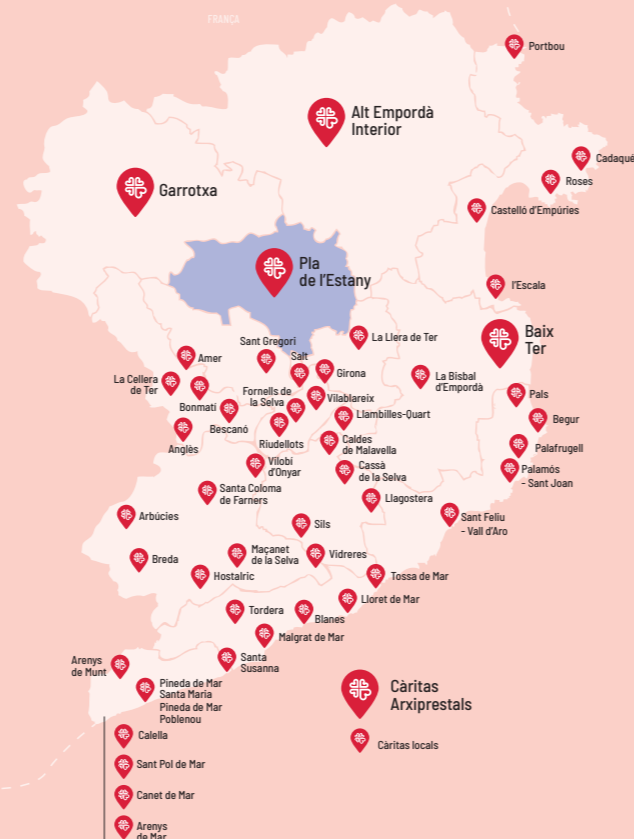 FRANÇA
Portbou
Alt Empordà
Interior
Cadaqué
Roses
Garrotxa
Castelló d'Empúries
Pla
de l'Estany
l'Escala
Baix
Ter
La Llera de Ter
Sant Gregori
Salt
Amer
Girona
La Bisbal
d'Empordà
La Cellera
de Ter
Bonmatí
Fornells de
la Selva
Vilablareix
Pals
Bescanó
Llambilles-Quart
Begur
Anglès
Riudellots
Caldes
de Malavella
Palafrugell
Vilobí
d'Onyar
Cassà
de la Selva
Palamós
- Sant Joan
Santa Coloma
de Farners
Llagostera
Arbúcies
Sils
Sant Feliu
- Vall d'Aro
Breda
Maçanet
de la Selva
Vidreres
Hostalric
Tossa de Mar
Lloret de Mar
Tordera
Blanes
Malgrat de Mar
Arenys
de Munt
Santa
Susanna
Pineda de Mar
Santa Maria
Pineda de Mar
Poblenou
Càritas
Arxiprestals
Calella
Càritas locals
Sant Pol de Mar
Canet de Mar
Arenys
de Mar